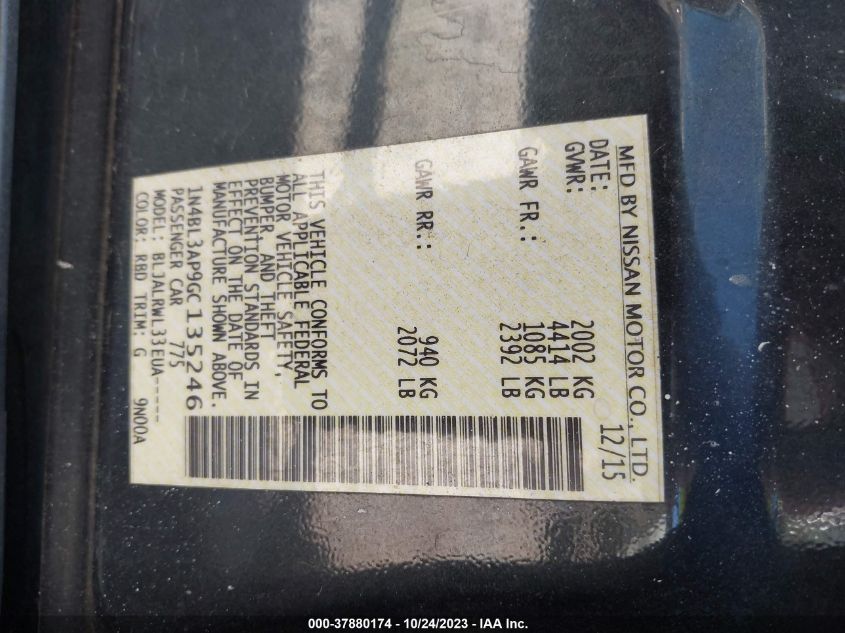 MFD BY NISSAN MOTOR CO., LTD.
DATE: 12/15
GVWR: 2002 KG
4414 LB
GAWR FR.: 1085 KG
2392 LB
GAWR RR.: 940 KG
2072 LB
THIS VEHICLE CONFORMS TO
ALL APPLICABLE FEDERAL
MOTOR VEHICLE SAFETY,
BUMPER, AND THEFT
PREVENTION STANDARDS IN
EFFECT ON THE DATE OF
MANUFACTURE SHOWN ABOVE.
1N4BL3AP9GC135246
PASSENGER CAR 775
MODEL: BLJALRWL33EUA-----
COLOR: RBD TRIM: G 9N00A
000-37880174 - 10/24/2023 - IAA Inc.